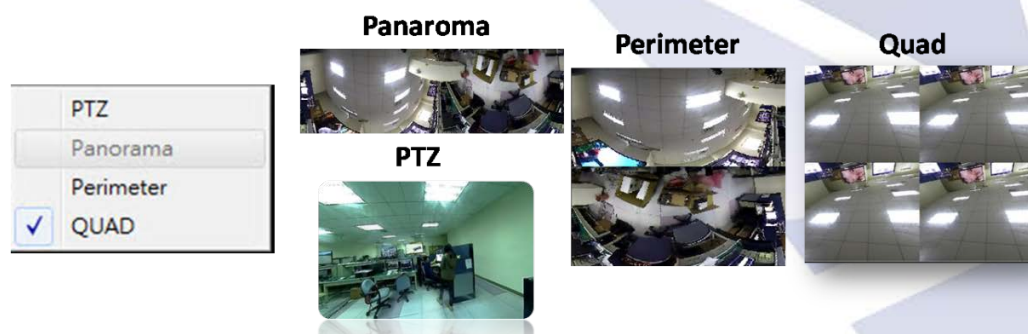 PTZ
Panorama
Perimeter
QUAD
Panaroma
PTZ
Perimeter
Quad